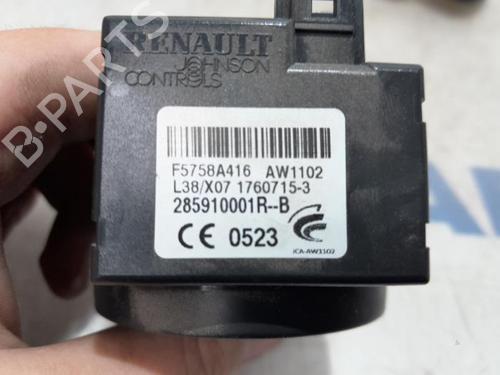 RENAULT
JOHNSON
CONTROLS
F5758A416 AW1102
L38/X07 1760715-3
285910001R--B
CE 0523
ICA-AW1102
B-PARTS